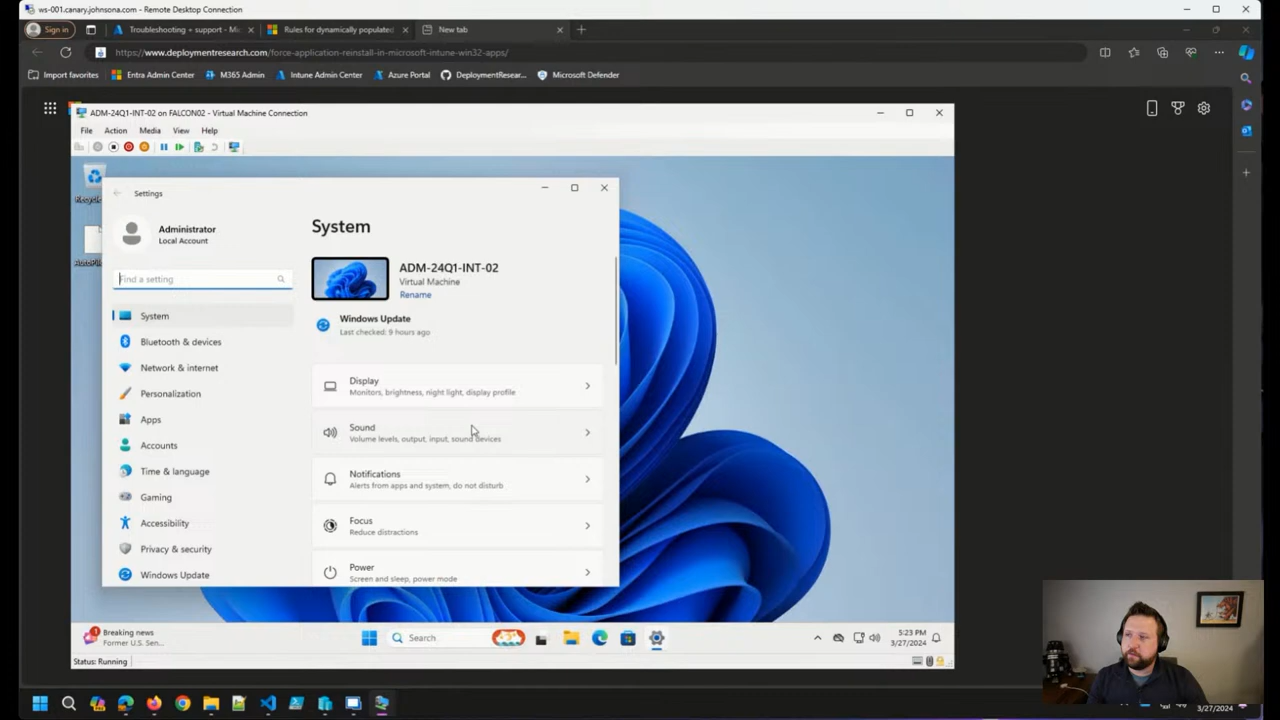 ws-001.canary.johnsona.com - Remote Desktop Connection
Sign in
Troubleshooting + support - Mi
Rules for dynamically populated
New tab
https://www.deploymentresearch.com/force-application-reinstall-in-microsoft-intune-win32-apps/
Import favorites
Entra Admin Center
M365 Admin
Intune Admin Center
Azure Portal
DeploymentResear...
Microsoft Defender
ADM-24Q1-INT-02 on FALCON02 - Virtual Machine Connection
File Action Media View Help
Settings
Administrator
Local Account
Find a setting
System
Bluetooth & devices
Network & internet
Personalization
Apps
Accounts
Time & language
Gaming
Accessibility
Privacy & security
Windows Update
System
ADM-24Q1-INT-02
Virtual Machine
Rename
Windows Update
Last checked: 9 hours ago
Display
Monitors, brightness, night light, display profile
Sound
Volume levels, output, input, sound devices
Notifications
Alerts from apps and system, do not disturb
Focus
Reduce distractions
Power
Screen and sleep, power mode
1
Breaking news
Former U.S. Sen...
Search
5:23 PM
3/27/2024
Status: Running
3/27/2024